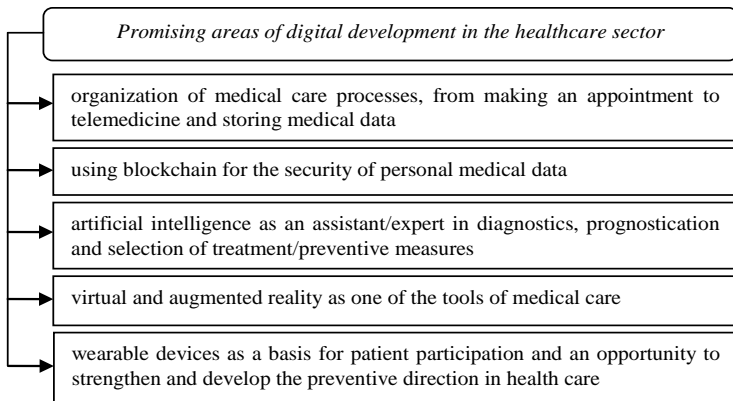 Promising areas of digital development in the healthcare sector
organization of medical care processes, from making an appointment to
telemedicine and storing medical data
using blockchain for the security of personal medical data
artificial intelligence as an assistant/expert in diagnostics, prognostication
and selection of treatment/preventive measures
virtual and augmented reality as one of the tools of medical care
wearable devices as a basis for patient participation and an opportunity to
strengthen and develop the preventive direction in health care